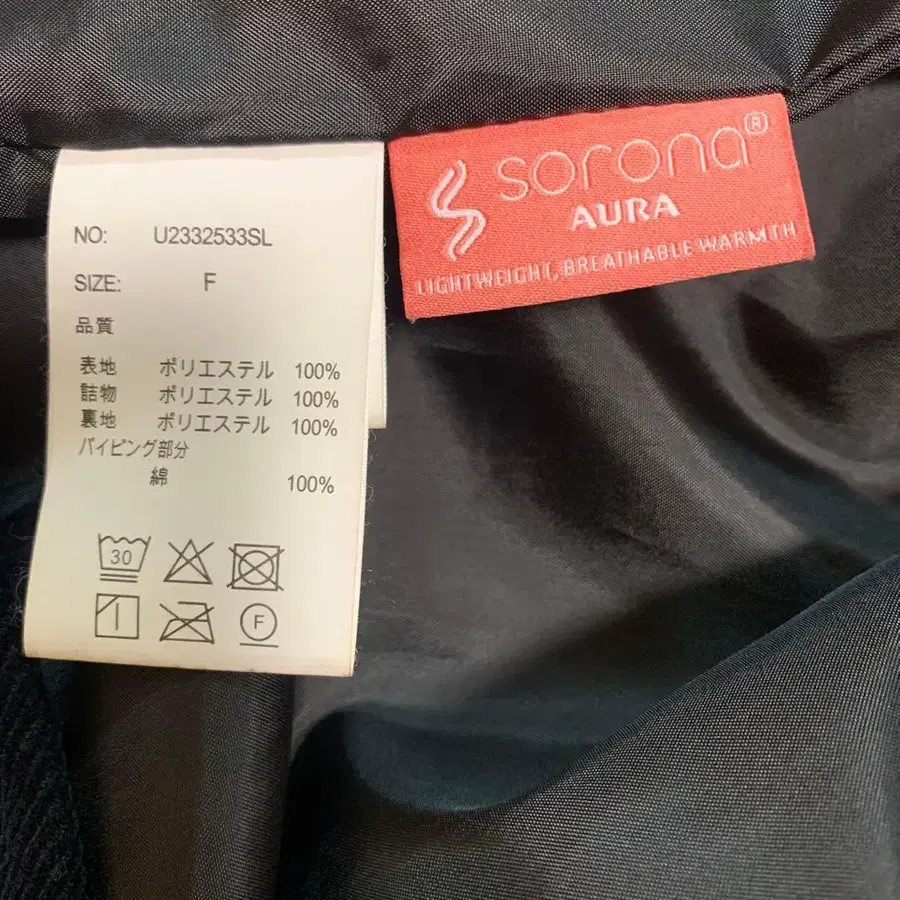 NO: U2332533SL
SIZE: F
品質
表地 ポリエステル 100%
詰物 ポリエステル 100%
裏地 ポリエステル 100%
パイピング部分
綿 100%
30
F
sorona®
AURA
LIGHTWEIGHT, BREATHABLE WARMTH